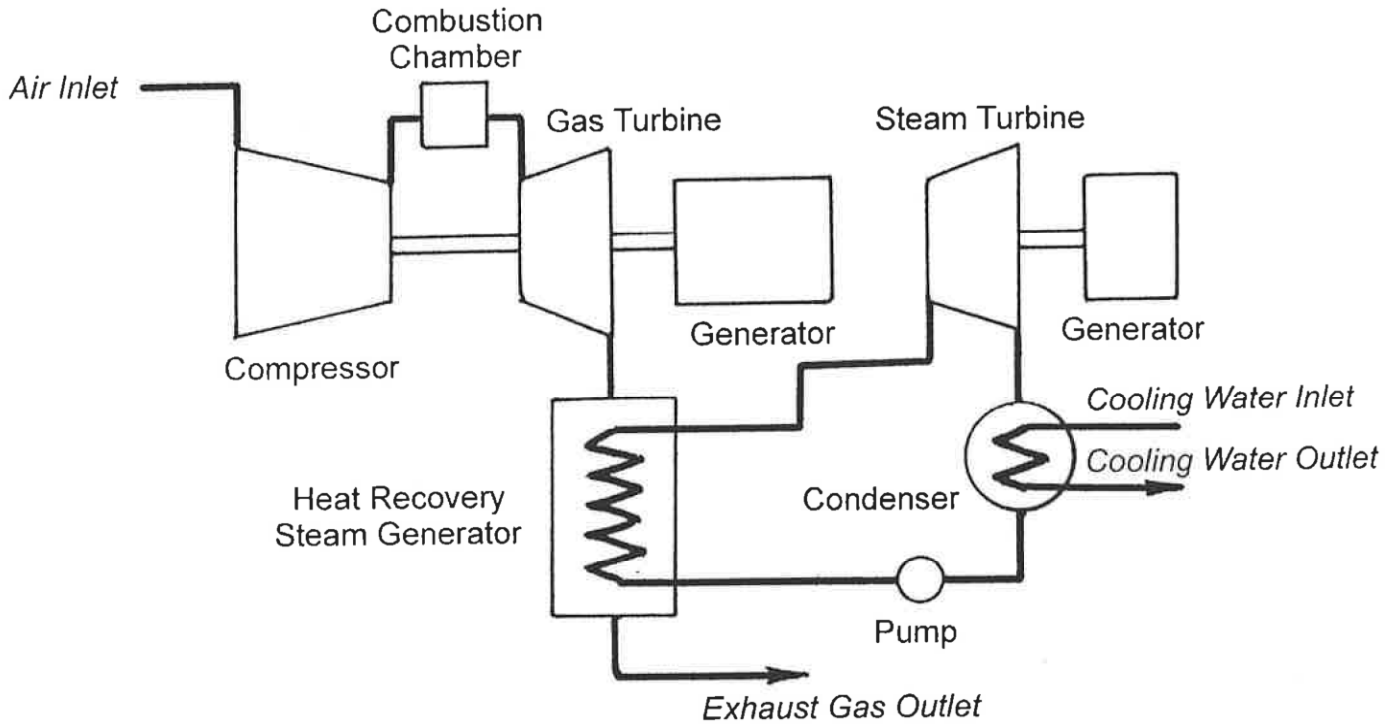 Combustion
Chamber
Air Inlet
Gas Turbine
Steam Turbine
Generator
Generator
Compressor
Cooling Water Inlet
Cooling Water Outlet
Heat Recovery
Steam Generator
Condenser
Pump
Exhaust Gas Outlet